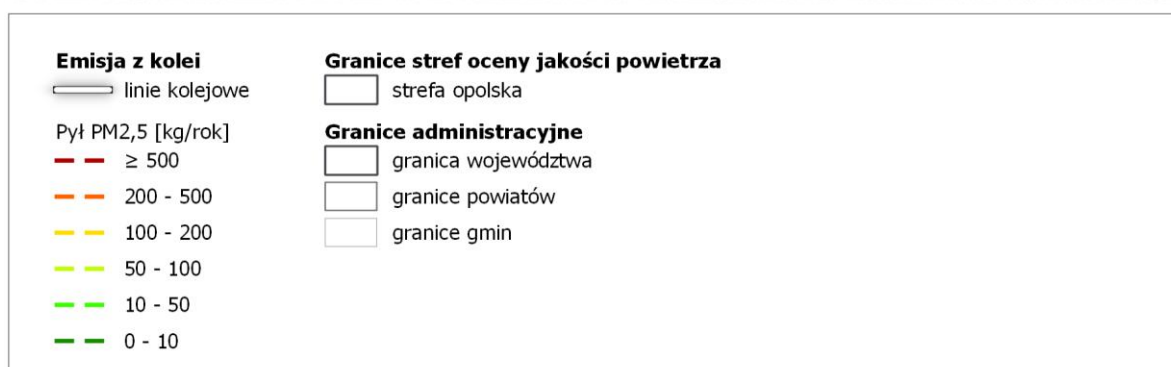 Emisja z kolei
linie kolejowe
Pył PM2,5 [kg/rok]
≥ 500
200 - 500
100 - 200
50 - 100
10 - 50
0 - 10
Granice stref oceny jakości powietrza
strefa opolska
Granice administracyjne
granica województwa
granice powiatów
granice gmin